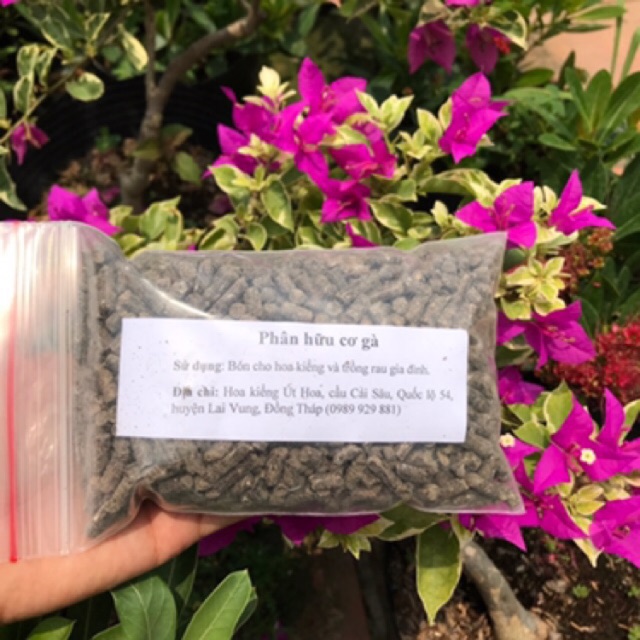 Phân hữu cơ gà
Sử dụng: Bón cho hoa kiểng và trồng rau gia đình.
Địa chỉ: Hoa kiểng Út Hoa, cầu Cái Sâu, Quốc lộ 54,
huyện Lai Vung, Đồng Tháp (0989 929 881)